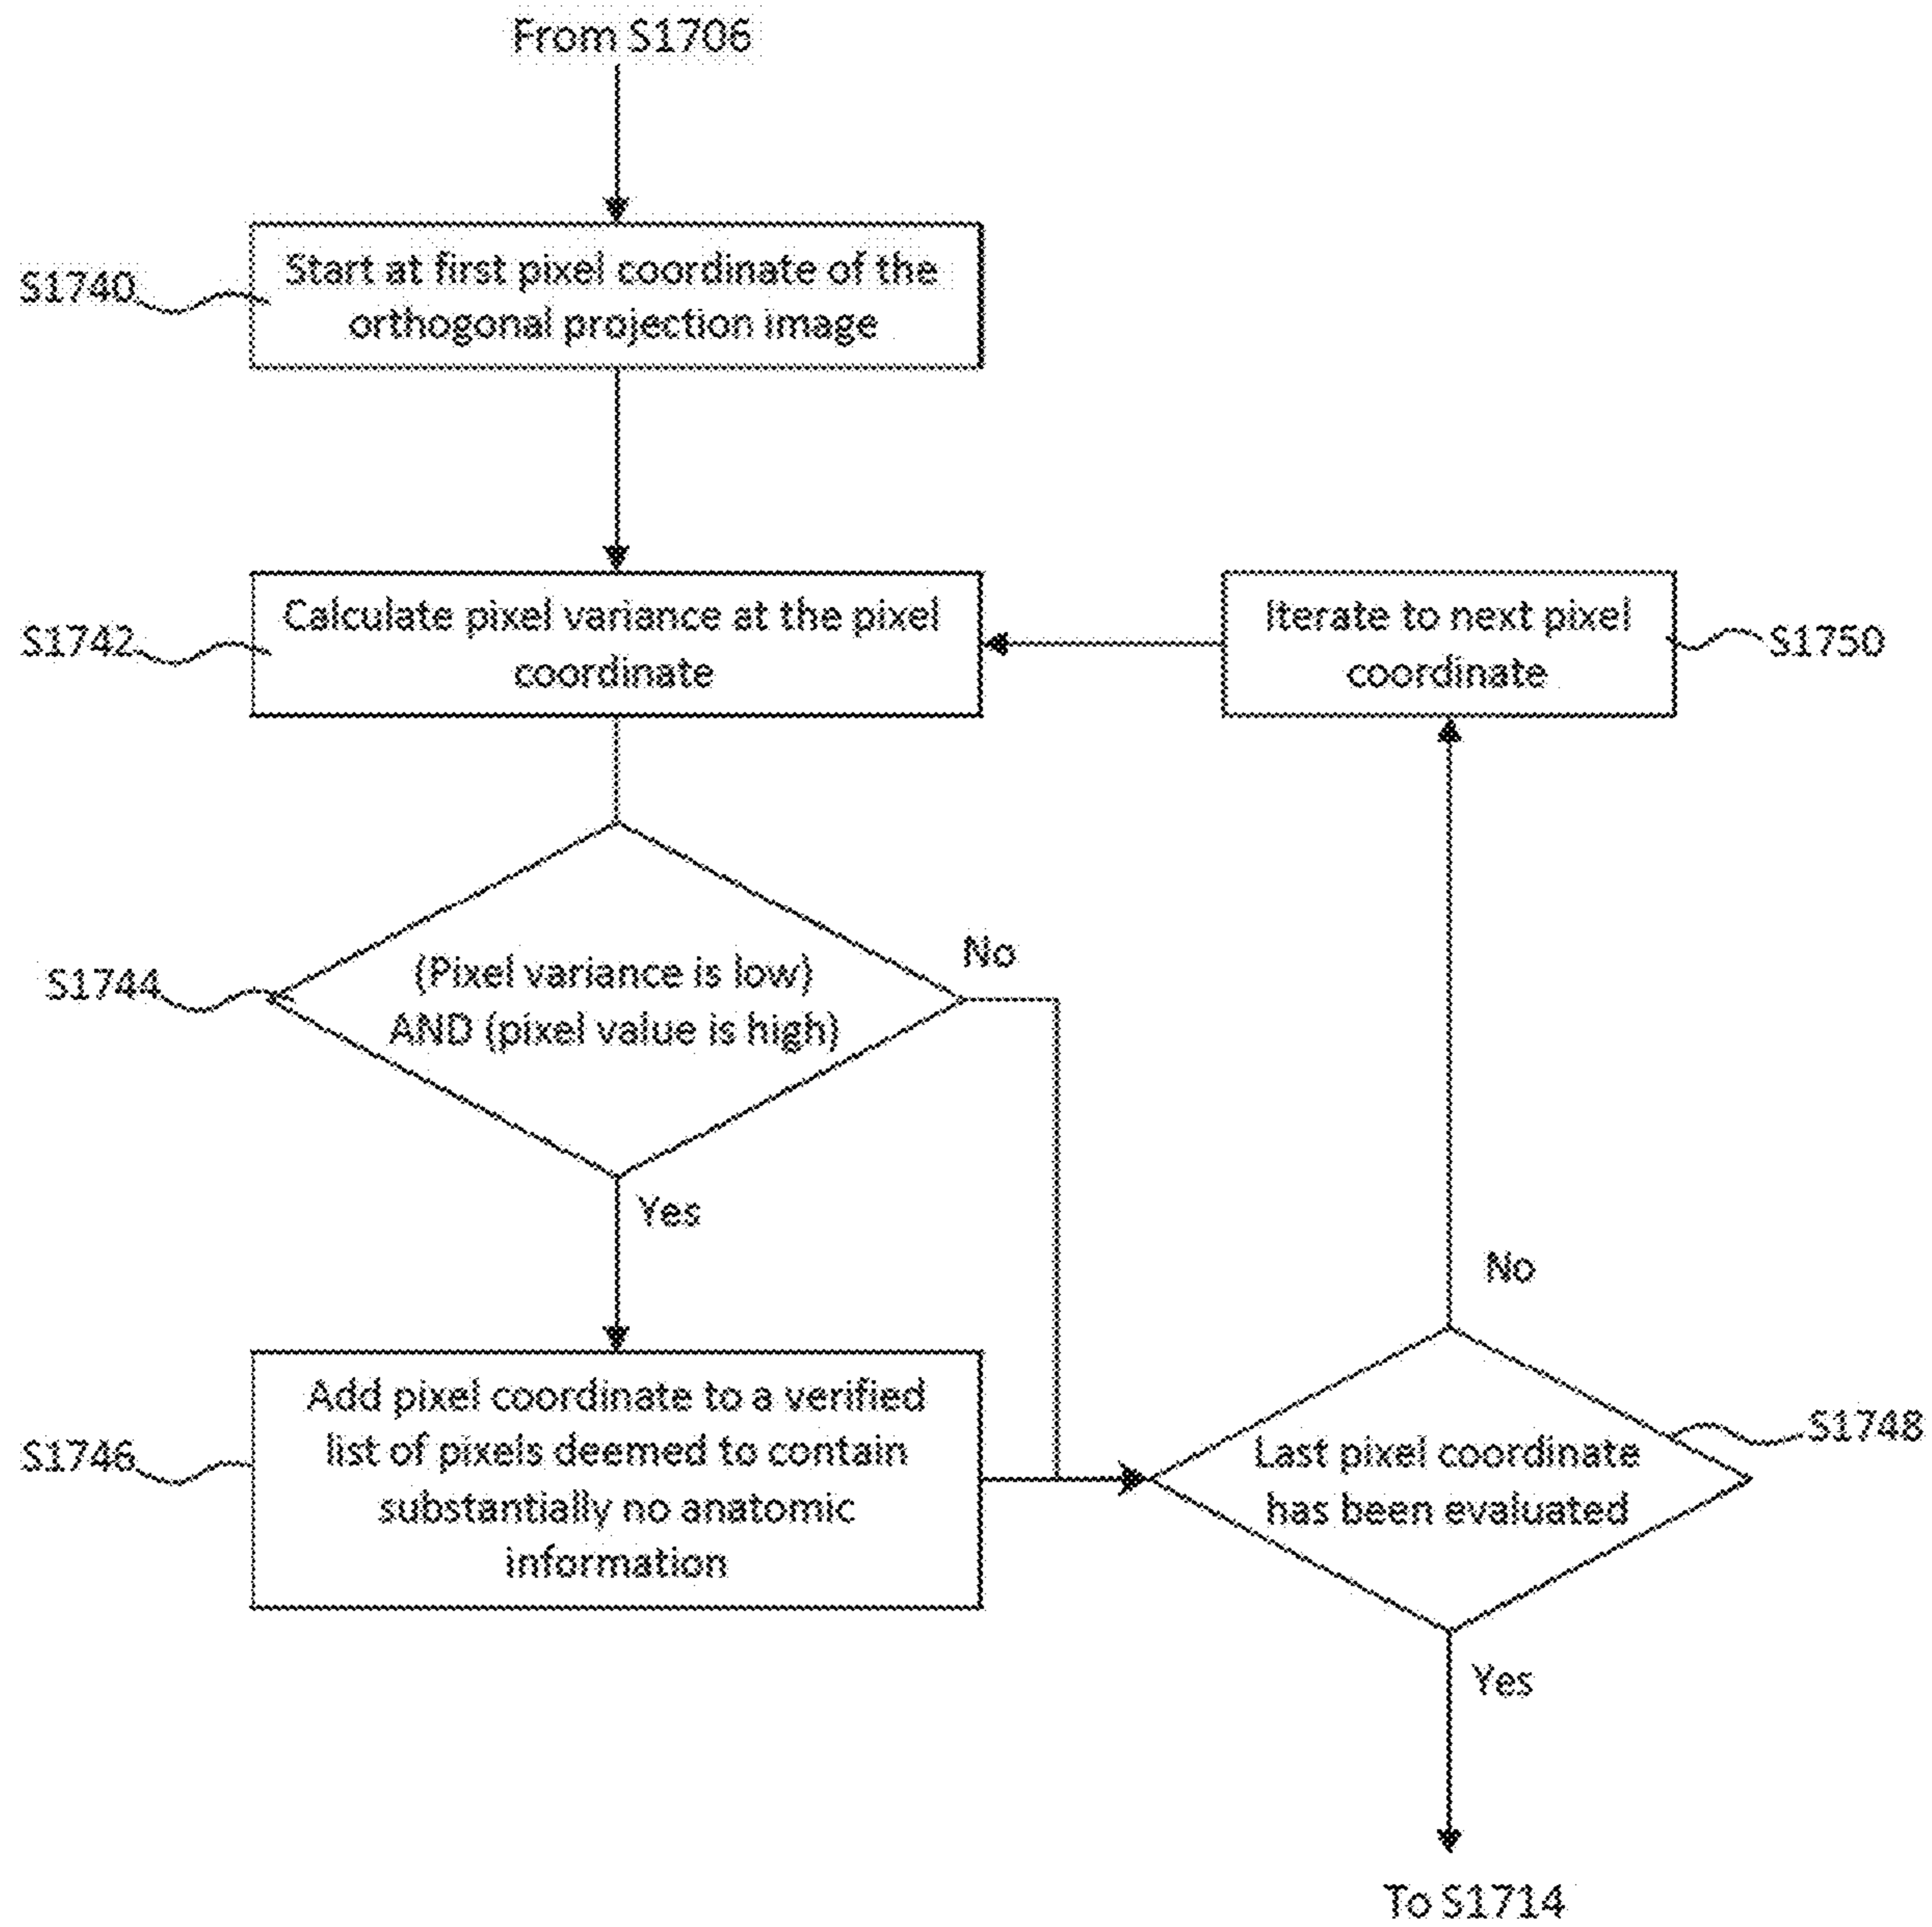 From S1706
S1740
Start at first pixel coordinate of the
orthogonal projection image
S1742
Calculate pixel variance at the pixel
coordinate
Iterate to next pixel
coordinate
S1750
S1744
(Pixel variance is low)
AND (pixel value is high)
No
Yes
No
S1746
Add pixel coordinate to a verified
list of pixels deemed to contain
substantially no anatomic
information
Last pixel coordinate
has been evaluated
S1748
Yes
To S1714